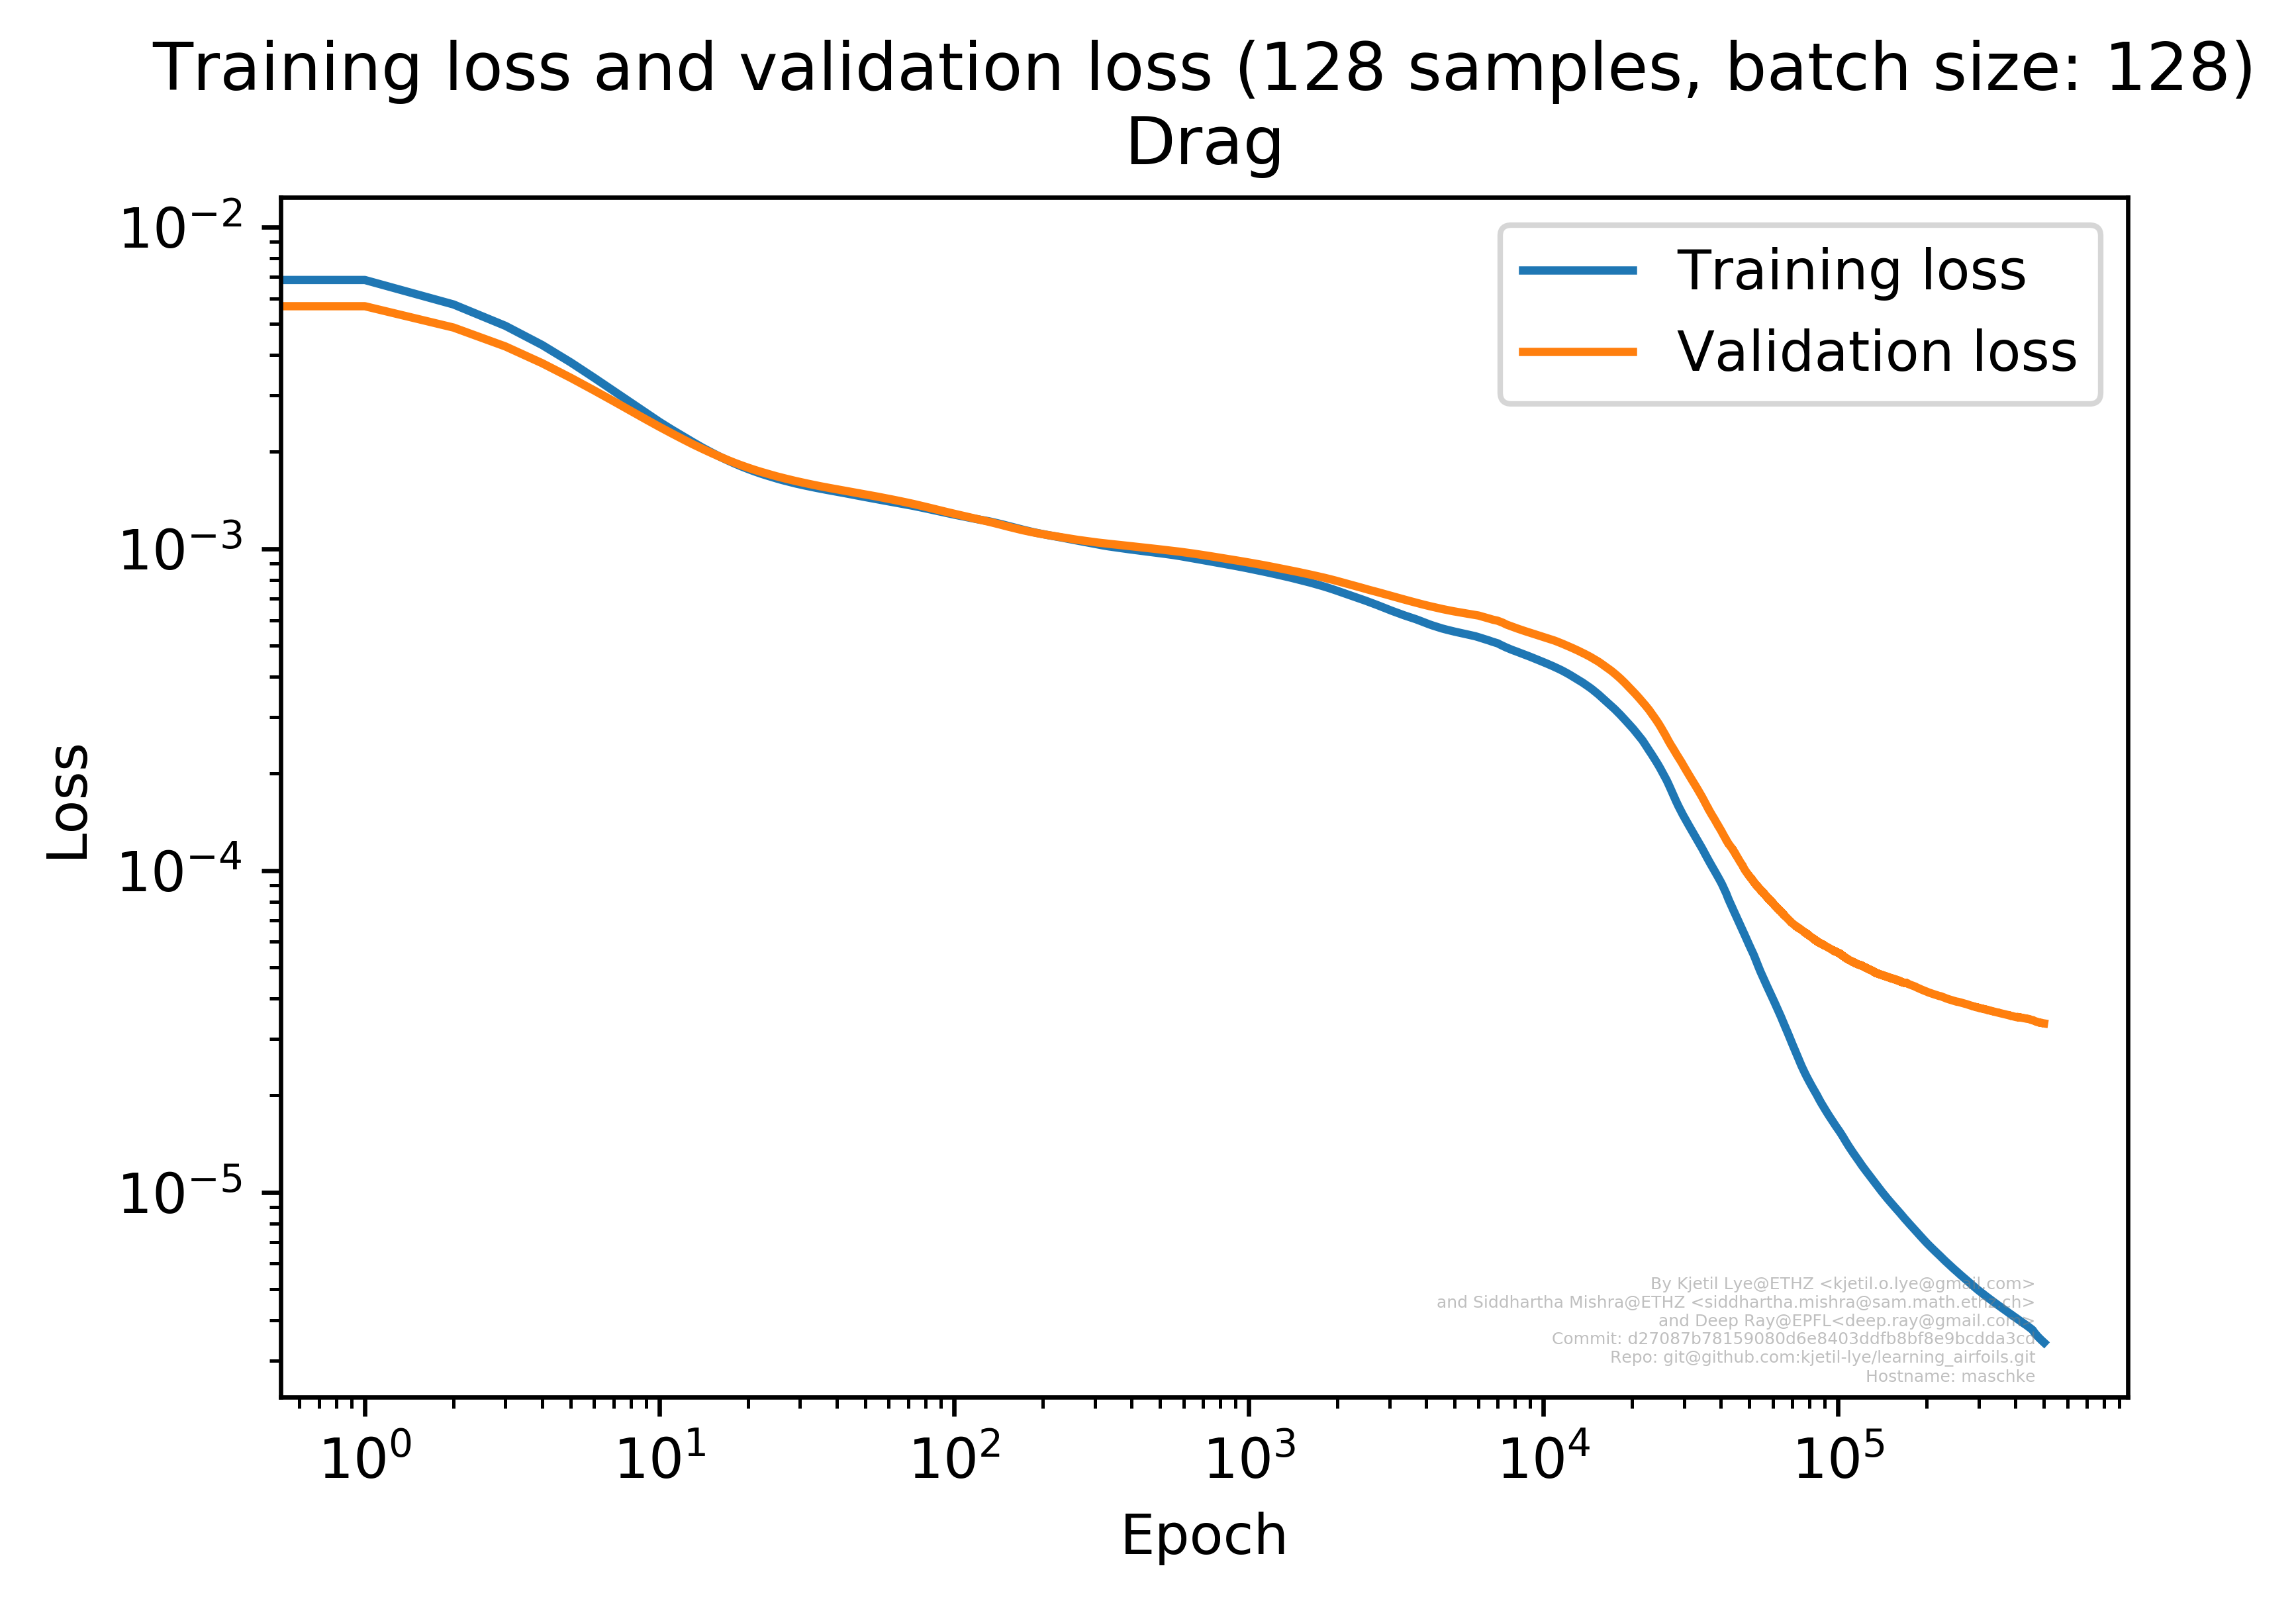 Training loss and validation loss (128 samples, batch size: 128)
Drag
Training loss
Validation loss
10⁻²
10⁻³
10⁻⁴
10⁻⁵
Loss
By Kjetil Lye@ETHZ <kjetil.o.lye@gmail.com>
and Siddhartha Mishra@ETHZ <siddhartha.mishra@sam.math.ethz.ch>
and Deep Ray@EPFL<deep.ray@gmail.com>
Commit: d27087b78159080d6e8403ddfb8bf8e9bcdda3cd
Repo: git@github.com:kjetil-lye/learning_airfoils.git
Hostname: maschke
10⁰ 10¹ 10² 10³ 10⁴ 10⁵
Epoch